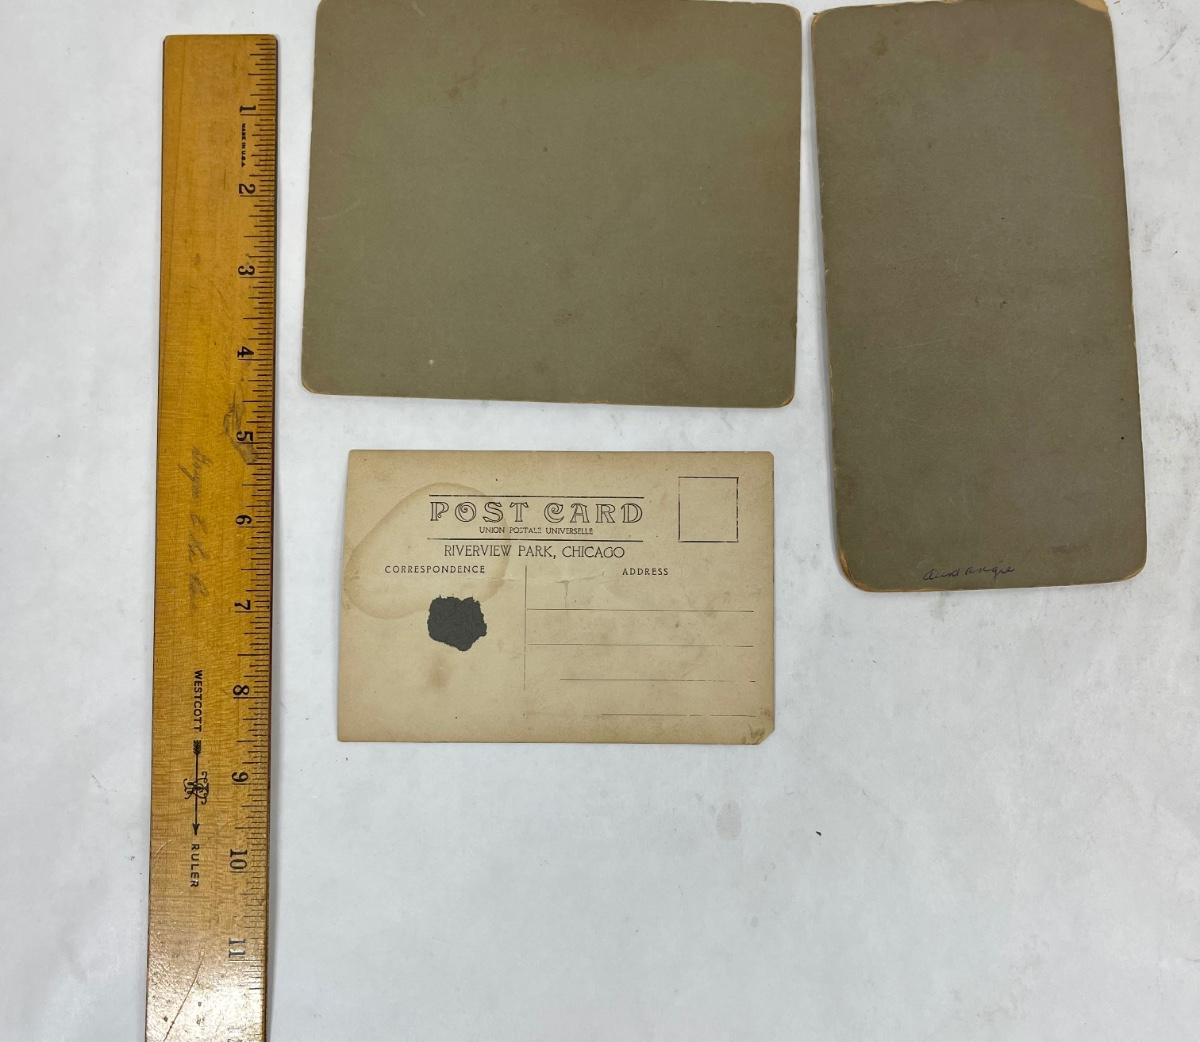 1
MADE IN U.S.A.
2
3
4
5
6
7
8
WESTCOTT
RULER
9
10
11
POST CARD
UNION POSTALE UNIVERSELLE
RIVERVIEW PARK, CHICAGO
CORRESPONDENCE
ADDRESS